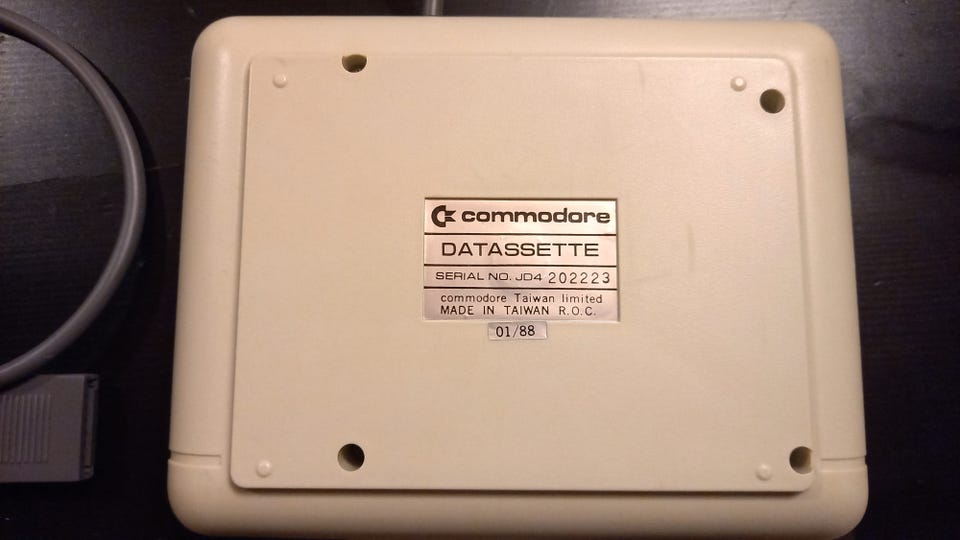 commodore
DATASSETTE
SERIAL NO. JD4 202223
commodore Taiwan limited
MADE IN TAIWAN R.O.C.
01/88